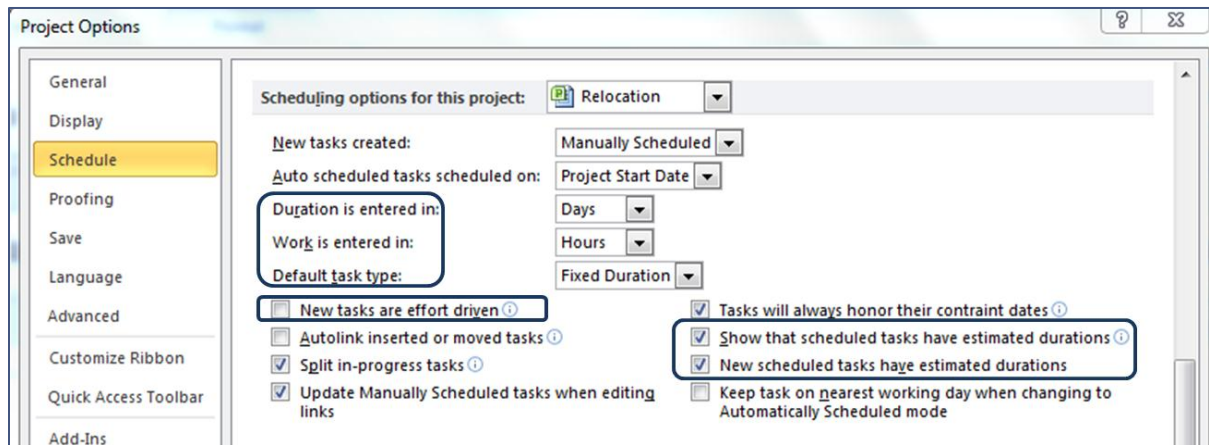 Project Options
General
Display
Schedule
Proofing
Save
Language
Advanced
Customize Ribbon
Quick Access Toolbar
Add-Ins
Scheduling options for this project: Relocation
New tasks created: Manually Scheduled
Auto scheduled tasks scheduled on: Project Start Date
Duration is entered in: Days
Work is entered in: Hours
Default task type: Fixed Duration
New tasks are effort driven
Autolink inserted or moved tasks
Split in-progress tasks
Update Manually Scheduled tasks when editing
links
Tasks will always honor their contraint dates
Show that scheduled tasks have estimated durations
New scheduled tasks have estimated durations
Keep task on nearest working day when changing to
Automatically Scheduled mode